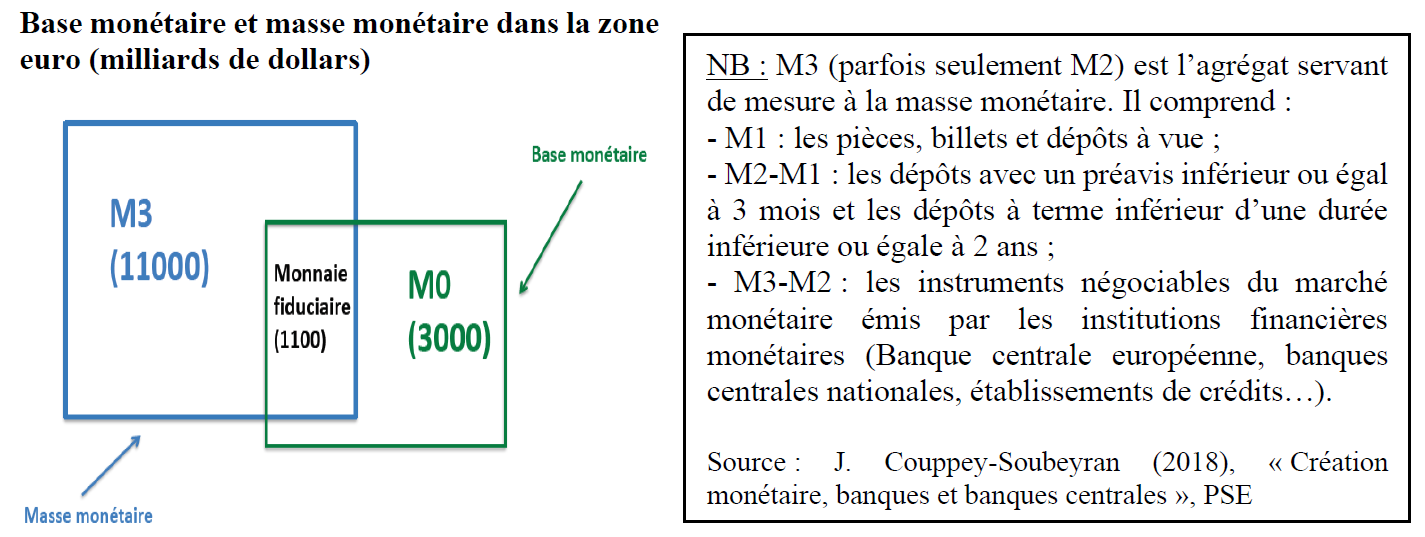 Base monétaire et masse monétaire dans la zone
euro (milliards de dollars)
Base monétaire
M3
(11000)
Monnaie
fiduciaire
(1100)
M0
(3000)
Masse monétaire
NB : M3 (parfois seulement M2) est l’agrégat servant
de mesure à la masse monétaire. Il comprend :
- M1 : les pièces, billets et dépôts à vue ;
- M2-M1 : les dépôts avec un préavis inférieur ou égal
à 3 mois et les dépôts à terme inférieur d’une durée
inférieure ou égale à 2 ans ;
- M3-M2 : les instruments négociables du marché
monétaire émis par les institutions financières
monétaires (Banque centrale européenne, banques
centrales nationales, établissements de crédits…).
Source : J. Couppey-Soubeyran (2018), « Création
monétaire, banques et banques centrales », PSE